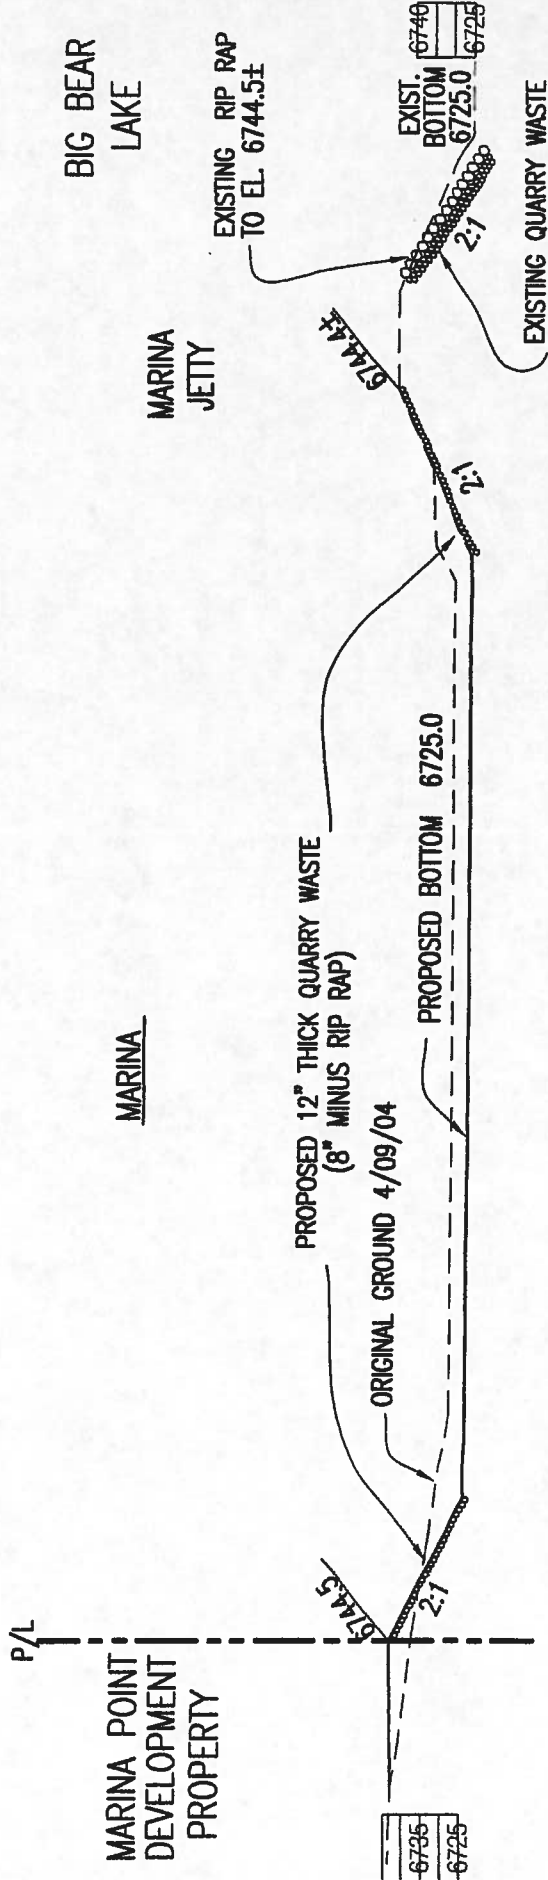 P/L
MARINA POINT
DEVELOPMENT
PROPERTY
MARINA
MARINA
JETTY
BIG BEAR
LAKE
EXISTING RIP RAP
TO EL. 6744.5±
PROPOSED 12" THICK QUARRY WASTE
(8" MINUS RIP RAP)
ORIGINAL GROUND 4/09/04
6744.5
2:1
PROPOSED BOTTOM 6725.0
6744.4±
2:1
2:1
EXIST.
BOTTOM
6725.0
EXISTING QUARRY WASTE
6735
6725
6740
6725